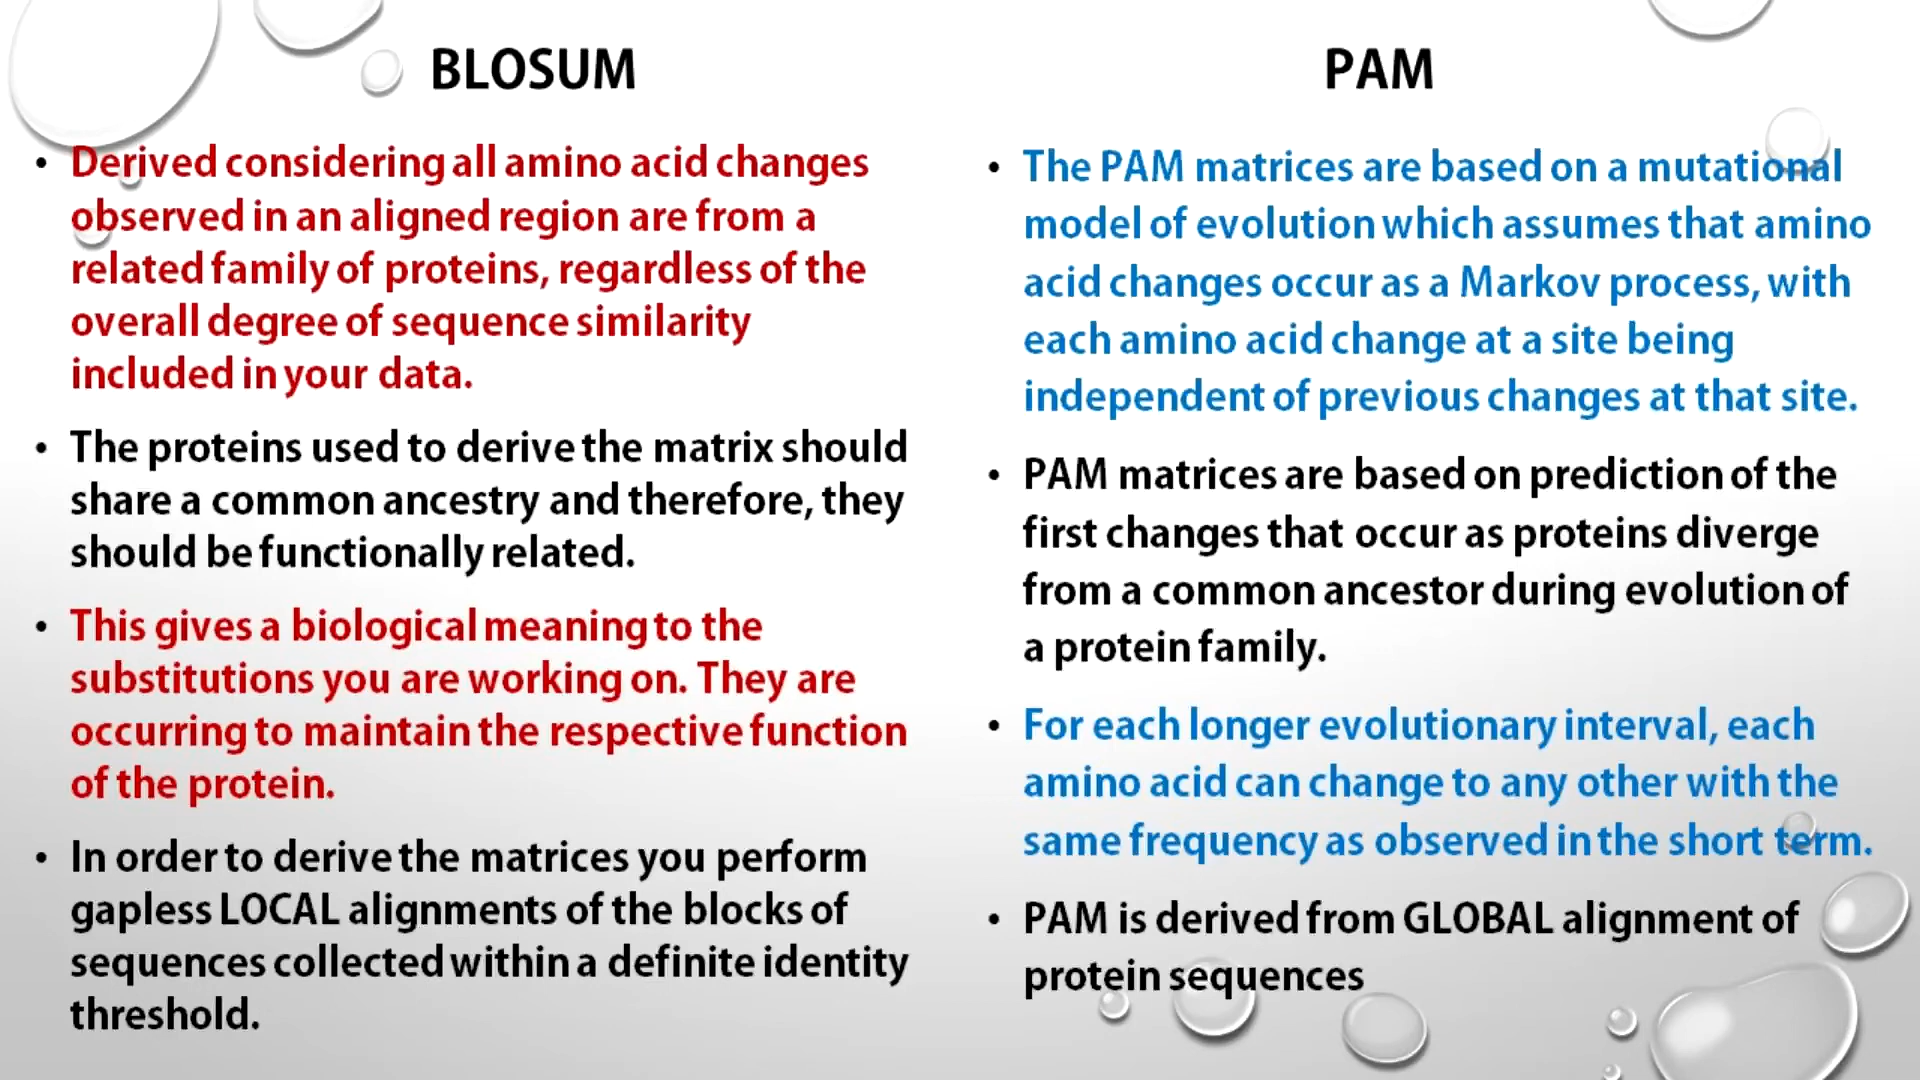 BLOSUM
• Derived considering all amino acid changes
observed in an aligned region are from a
related family of proteins, regardless of the
overall degree of sequence similarity
included in your data.
• The proteins used to derive the matrix should
share a common ancestry and therefore, they
should be functionally related.
• This gives a biological meaning to the
substitutions you are working on. They are
occurring to maintain the respective function
of the protein.
• In order to derive the matrices you perform
gapless LOCAL alignments of the blocks of
sequences collected within a definite identity
threshold.
PAM
• The PAM matrices are based on a mutational
model of evolution which assumes that amino
acid changes occur as a Markov process, with
each amino acid change at a site being
independent of previous changes at that site.
• PAM matrices are based on prediction of the
first changes that occur as proteins diverge
from a common ancestor during evolution of
a protein family.
• For each longer evolutionary interval, each
amino acid can change to any other with the
same frequency as observed in the short term.
• PAM is derived from GLOBAL alignment of
protein sequences